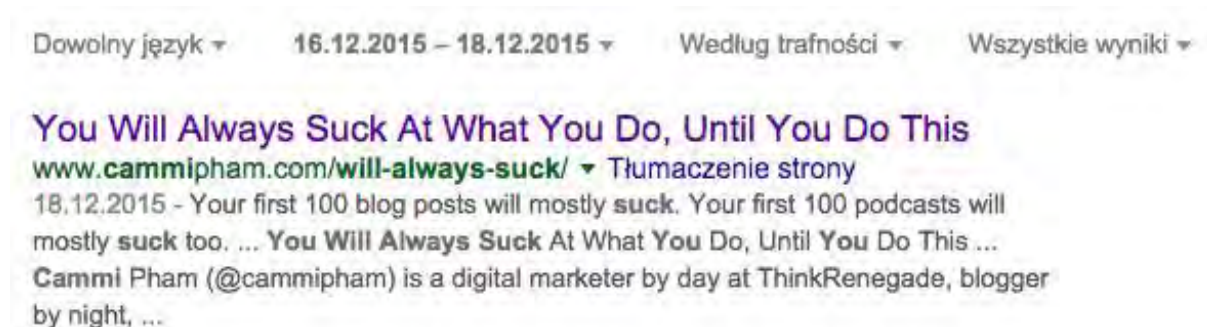 Dowolny język 16.12.2015 – 18.12.2015 Według trafności Wszystkie wyniki
You Will Always Suck At What You Do, Until You Do This
www.cammipham.com/will-always-suck/ Tłumaczenie strony
18.12.2015 - Your first 100 blog posts will mostly suck. Your first 100 podcasts will
mostly suck too. ... You Will Always Suck At What You Do, Until You Do This ...
Cammi Pham (@cammipham) is a digital marketer by day at ThinkRenegade, blogger
by night, ...